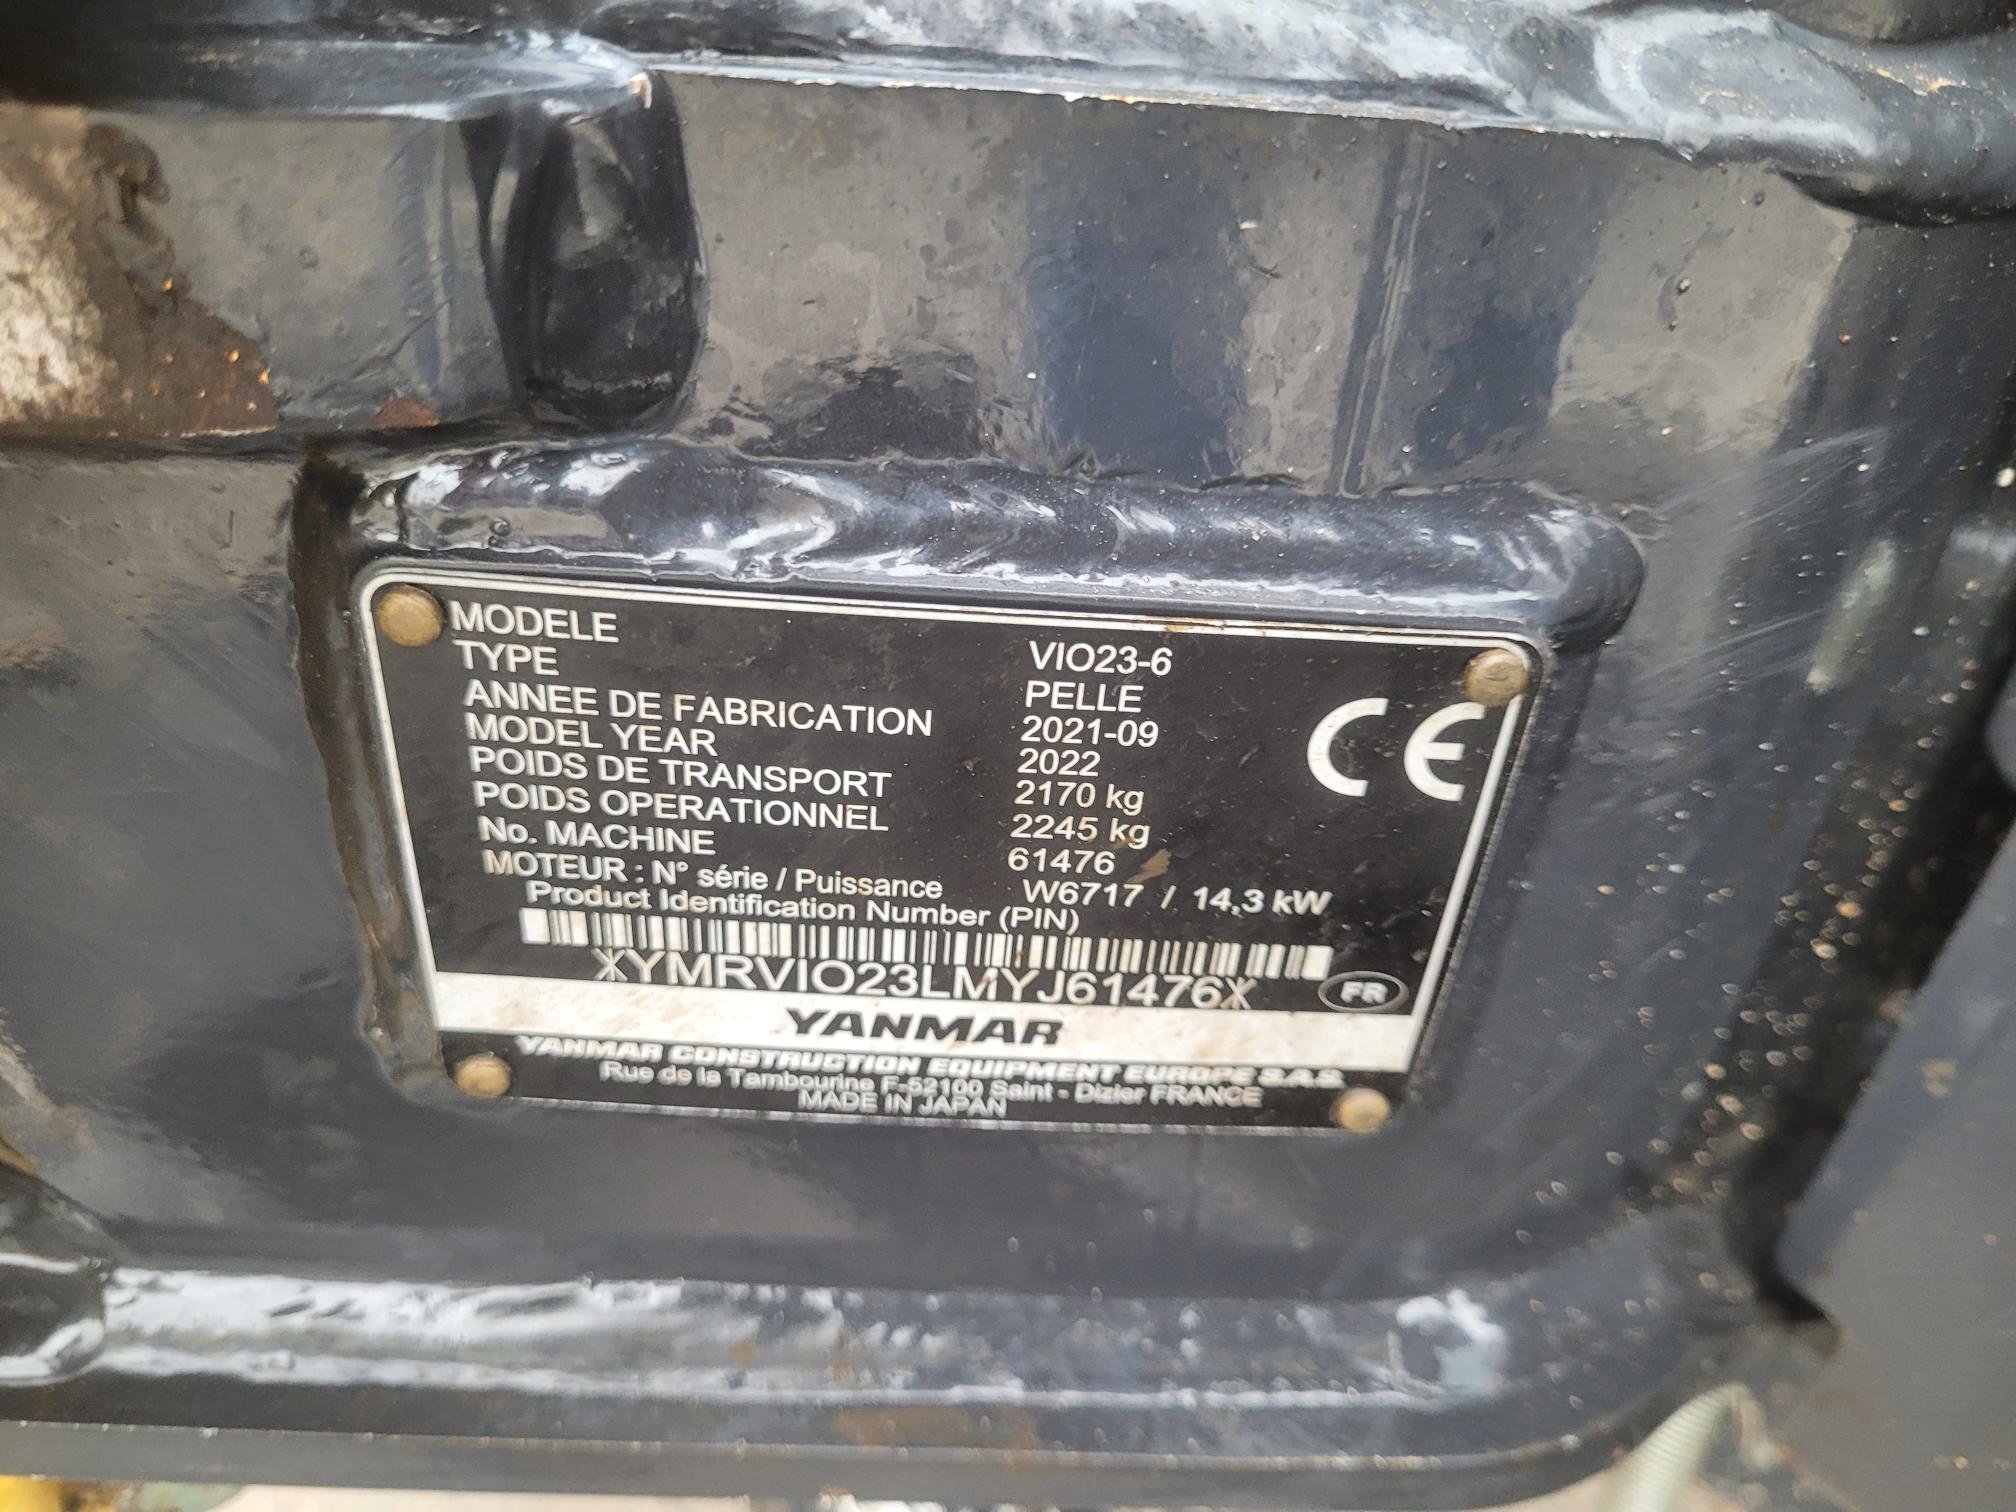 MODELE VIO23-6
TYPE PELLE
ANNEE DE FABRICATION 2021-09
MODEL YEAR 2022
POIDS DE TRANSPORT 2170 kg
POIDS OPERATIONNEL 2245 kg
No. MACHINE 61476
MOTEUR : N° série / Puissance W6717 / 14,3 kW
Product Identification Number (PIN)
CE
*YMRVIO23LMYJ61476*
FR
YANMAR
YANMAR CONSTRUCTION EQUIPMENT EUROPE S.A.S.
Rue de la Tambourine F-52100 Saint - Dizier FRANCE
MADE IN JAPAN